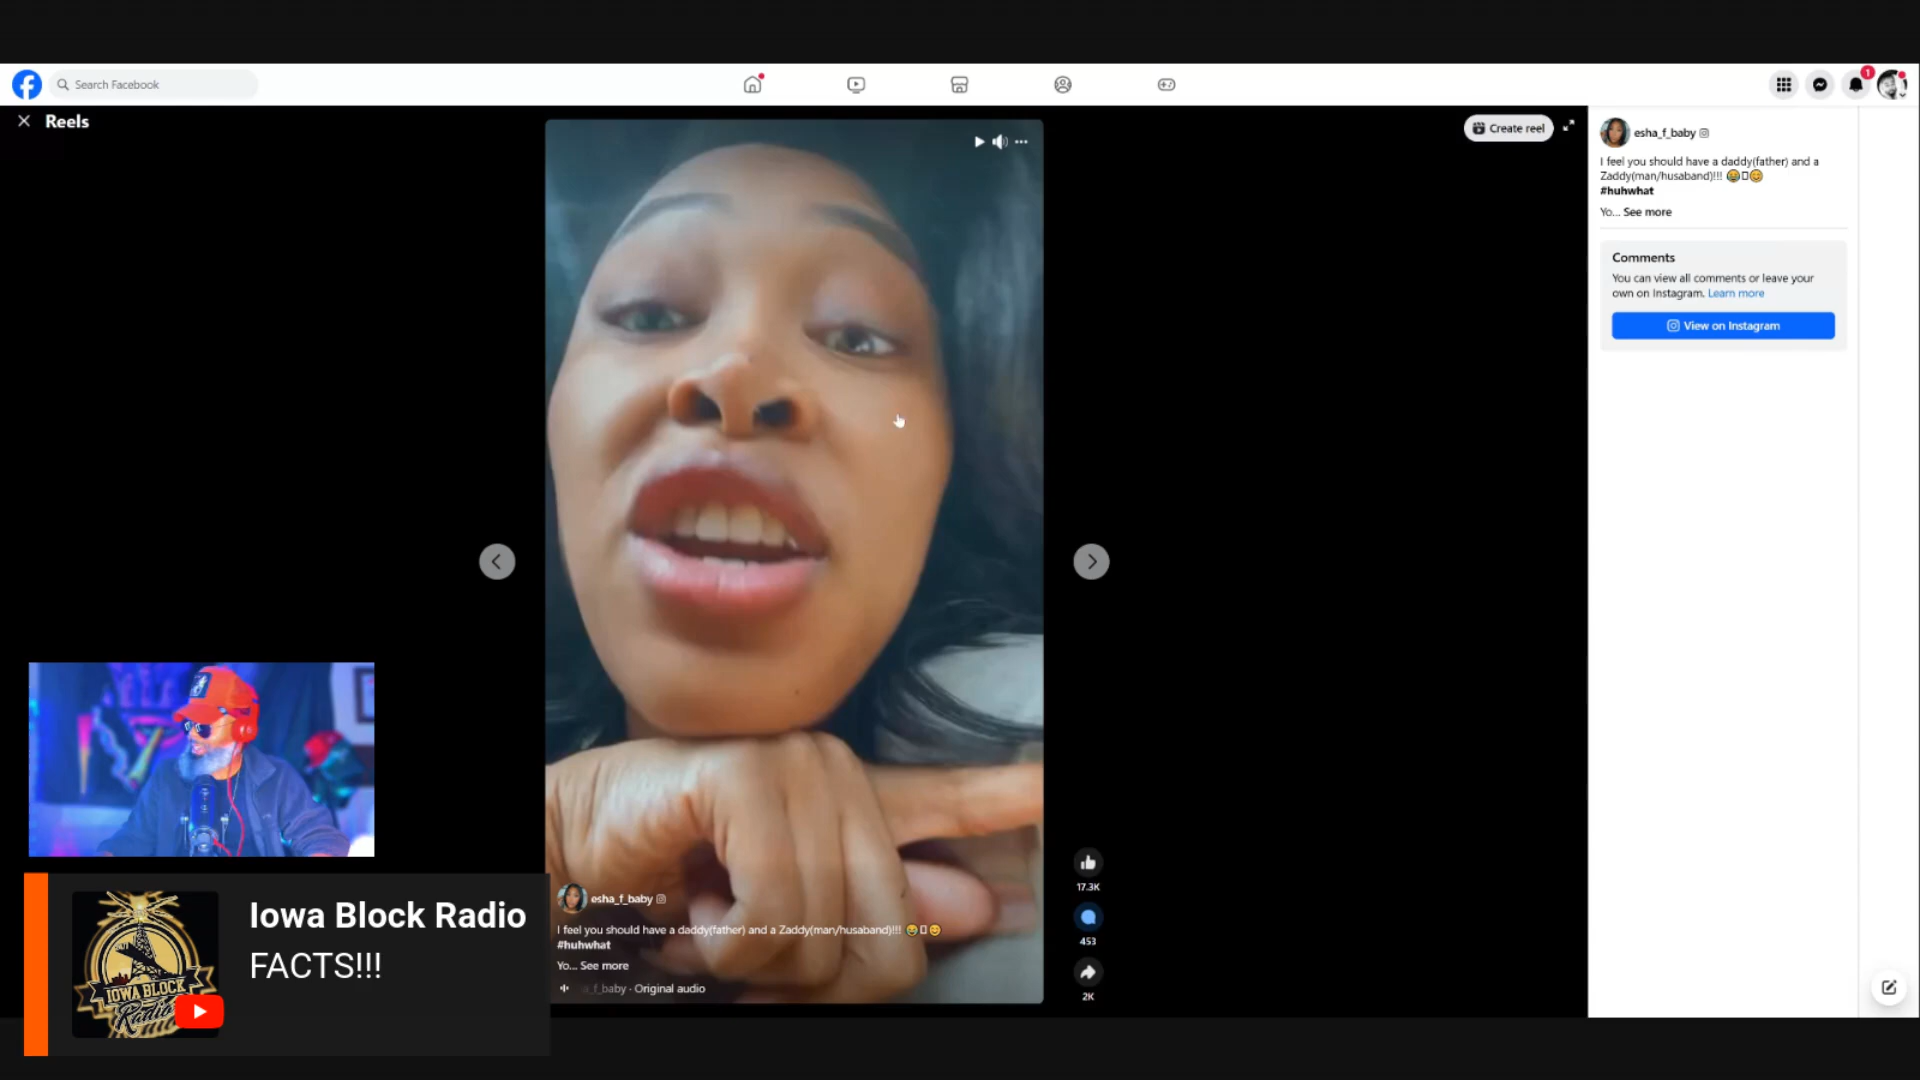 Search Facebook
1
Reels
Create reel
esha_f_baby
I feel you should have a daddy(father) and a
Zaddy(man/husaband)!!! 😭▯😊
#huhwhat
Yo... See more
Comments
You can view all comments or leave your
own on Instagram. Learn more
View on Instagram
17.3K
453
2K
esha_f_baby
I feel you should have a daddy(father) and a Zaddy(man/husaband)!!! 😭▯😊
#huhwhat
Yo... See more
a_f_baby · Original audio
Iowa Block Radio
FACTS!!!
IOWA BLOCK
Radio